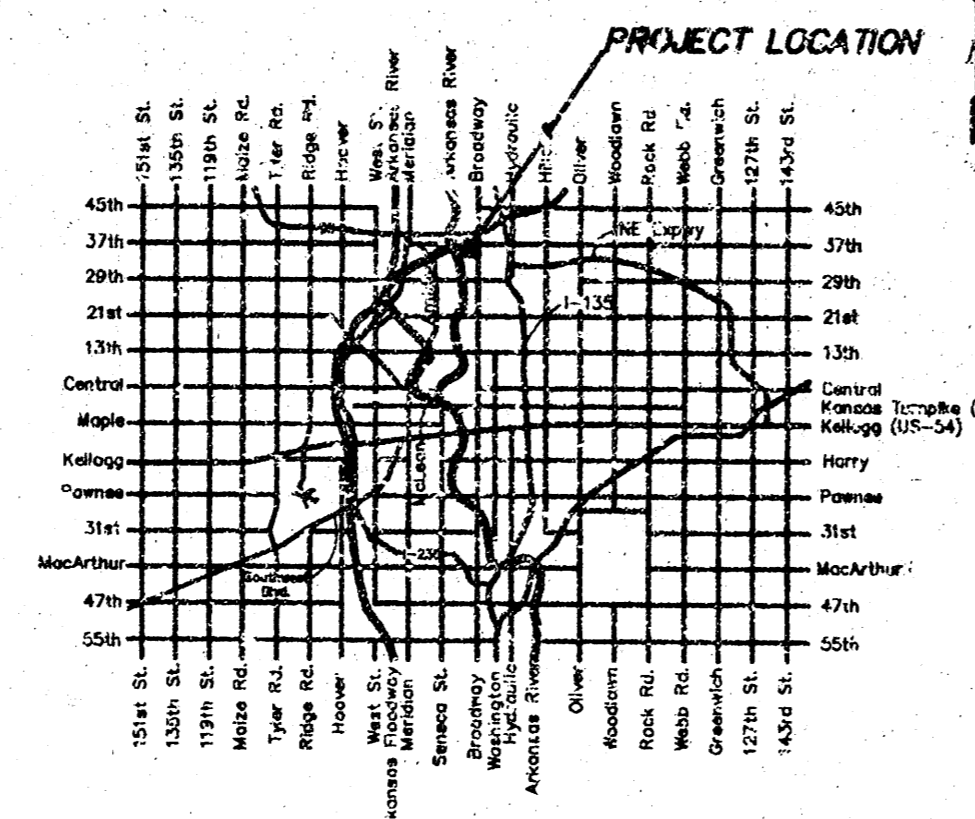 PROJECT LOCATION
151st St.
135th St.
119th St.
Maize Rd.
Tyler Rd.
Ridge Rd.
Hoover
West St.
Arkansas River
Meridian
Arkansas River
Broadway
Hydraulic
Oliver
Woodlawn
Rock Rd
Webb Rd.
Greenwich
127th St.
143rd St.
45th
37th
29th
21st
13th
Central
Maple
Kellogg
Pawnee
31st
MacArthur
47th
55th
NE Expwy
I-135
McLean
I-235
Southwest
Blvd.
45th
37th
29th
21st
13th
Central
Kansas Turnpike (
Kellogg (US-54)
Harry
Pawnee
31st
MacArthur
47th
55th
151st St.
135th St.
119th St.
Maize Rd.
Tyler Rd.
Ridge Rd.
Hoover
West St.
kansas Floodway
Meridian
Seneca St.
Broadway
Washington
Hydraulic
Arkansas River
Oliver
Woodlawn
Rock Rd.
Webb Rd.
Greenwich
127th St.
143rd St.